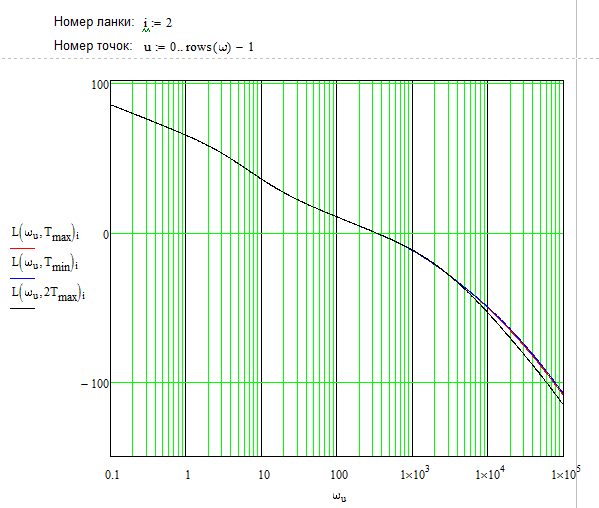 Номер ланки: i := 2
Номер точок: u := 0.. rows(ω) − 1
100
0
− 100
L(ωu, Tmax)i
L(ωu, Tmin)i
L(ωu, 2Tmax)i
0.1 1 10 100 1×10³ 1×10⁴ 1×10⁵
ωu